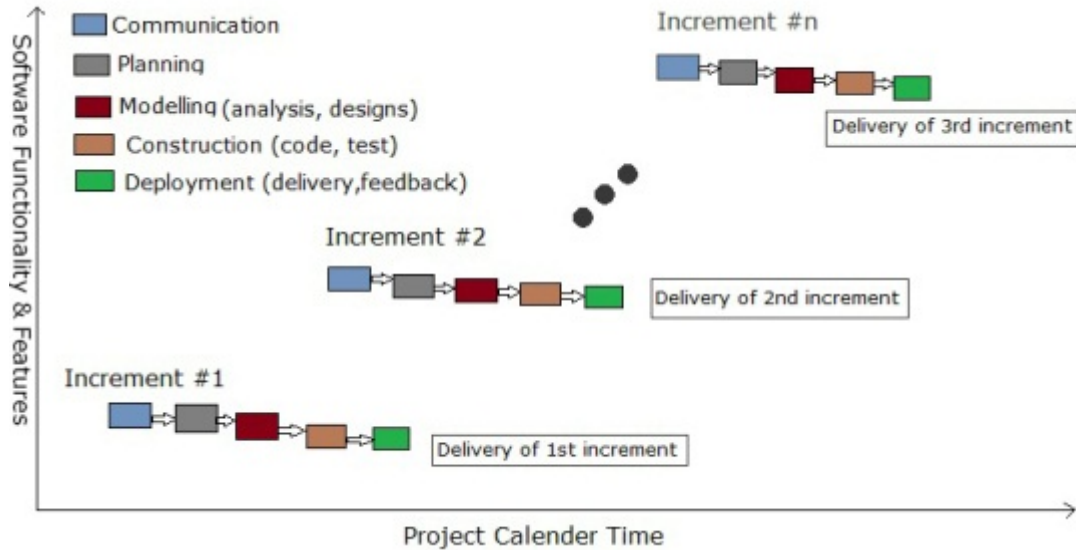 Software Functionality & Features
Communication
Planning
Modelling (analysis, designs)
Construction (code, test)
Deployment (delivery,feedback)
Increment #n
Delivery of 3rd increment
Increment #2
Delivery of 2nd increment
Increment #1
Delivery of 1st increment
Project Calender Time